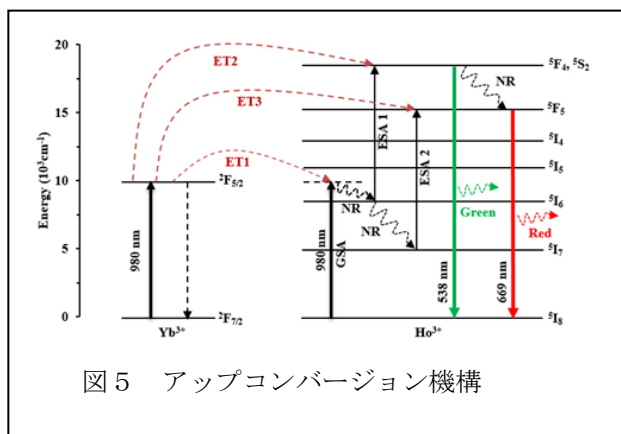 20
15
10
5
0
Energy (10³cm⁻¹)
ET2
ET3
ET1
²F₅/₂
²F₇/₂
980 nm
Yb³⁺
980 nm
GSA
NR
NR
ESA 1
ESA 2
NR
538 nm
669 nm
Green
Red
⁵F₄, ⁵S₂
⁵F₅
⁵I₄
⁵I₅
⁵I₆
⁵I₇
⁵I₈
Ho³⁺
図５　アップコンバージョン機構